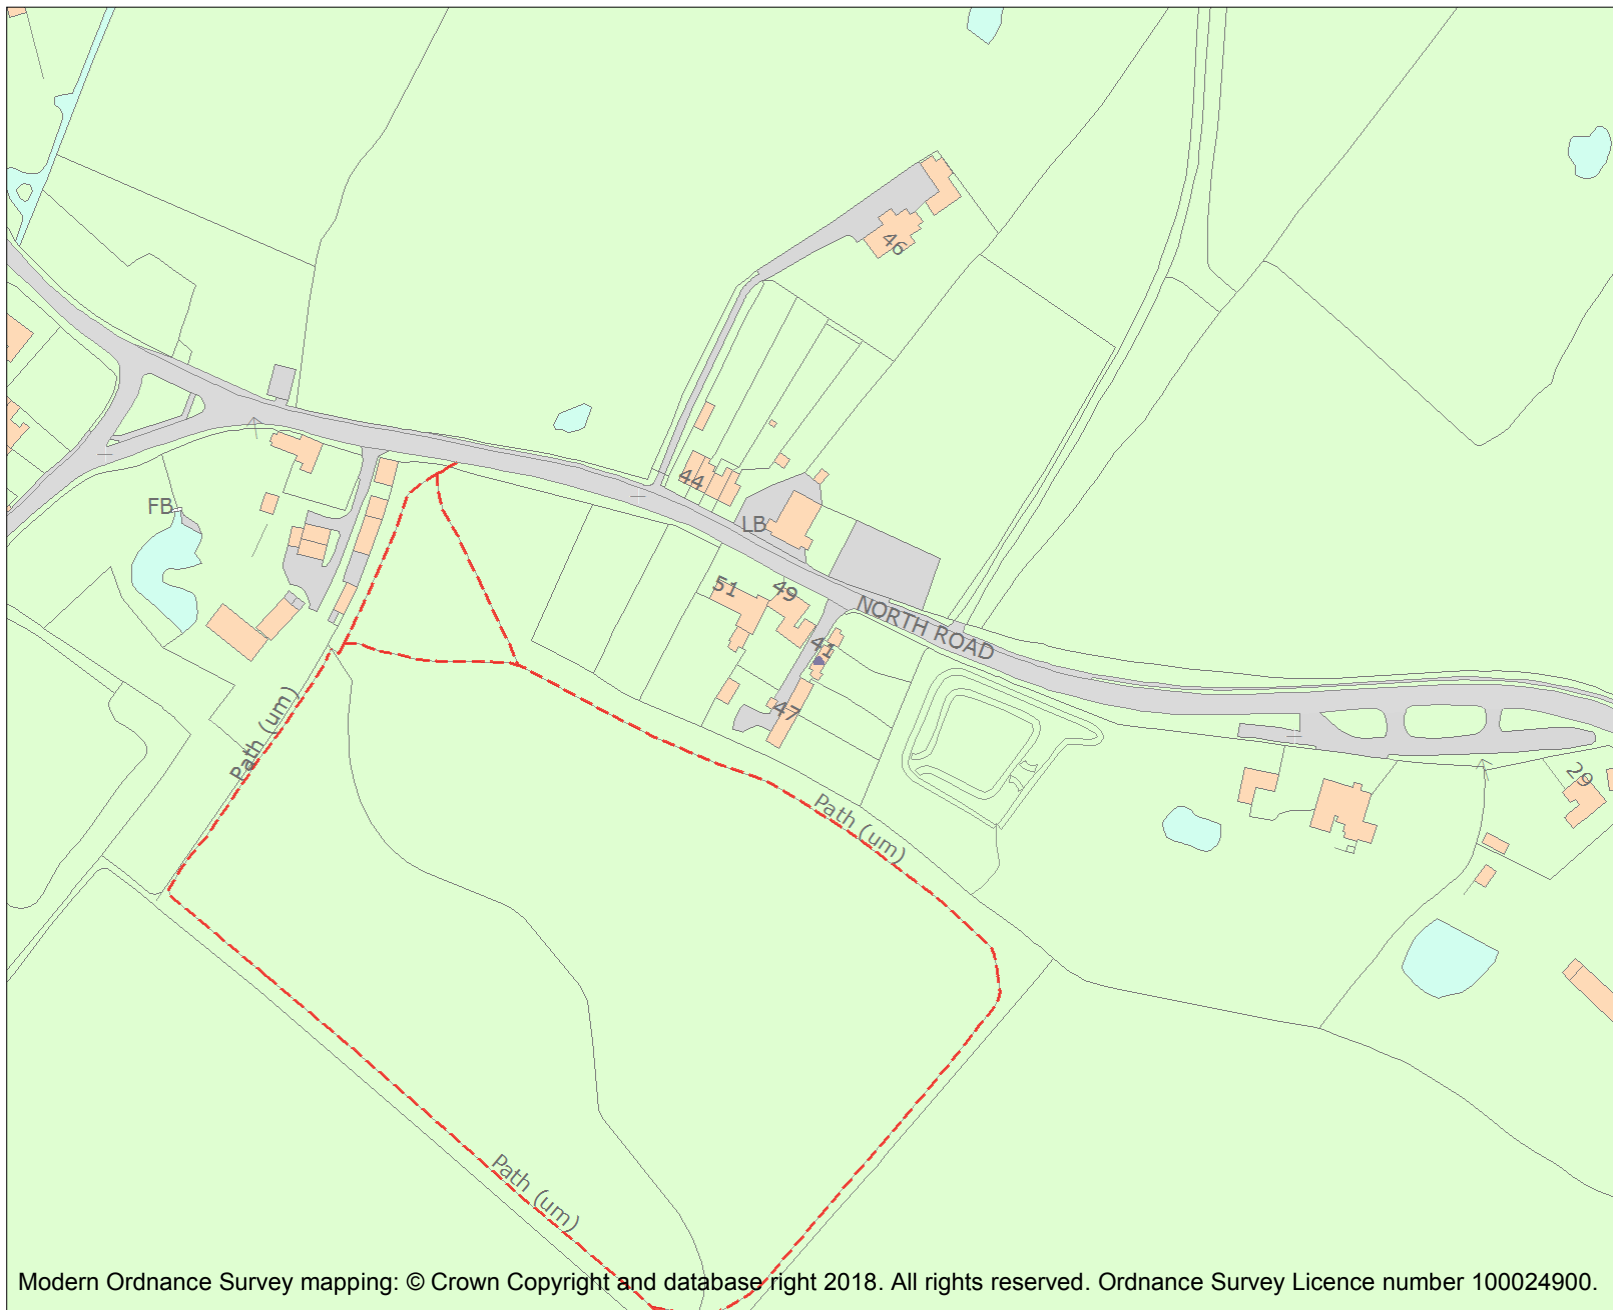 46
44
FB
LB
51
49
NORTH ROAD
41
Path (um)
47
29
Path (um)
Path (um)
Modern Ordnance Survey mapping: © Crown Copyright and database right 2018. All rights reserved. Ordnance Survey Licence number 100024900.